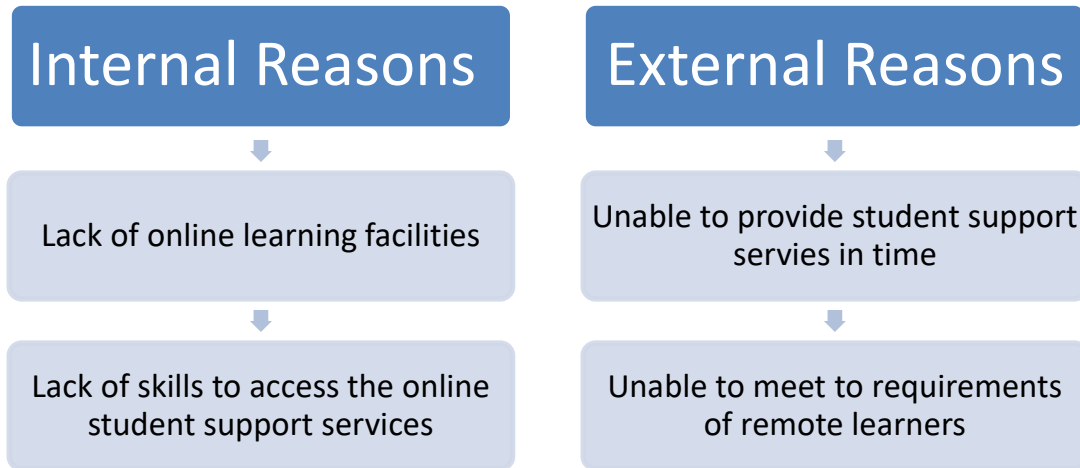 Internal Reasons
Lack of online learning facilities
Lack of skills to access the online
student support services
External Reasons
Unable to provide student support
servies in time
Unable to meet to requirements
of remote learners